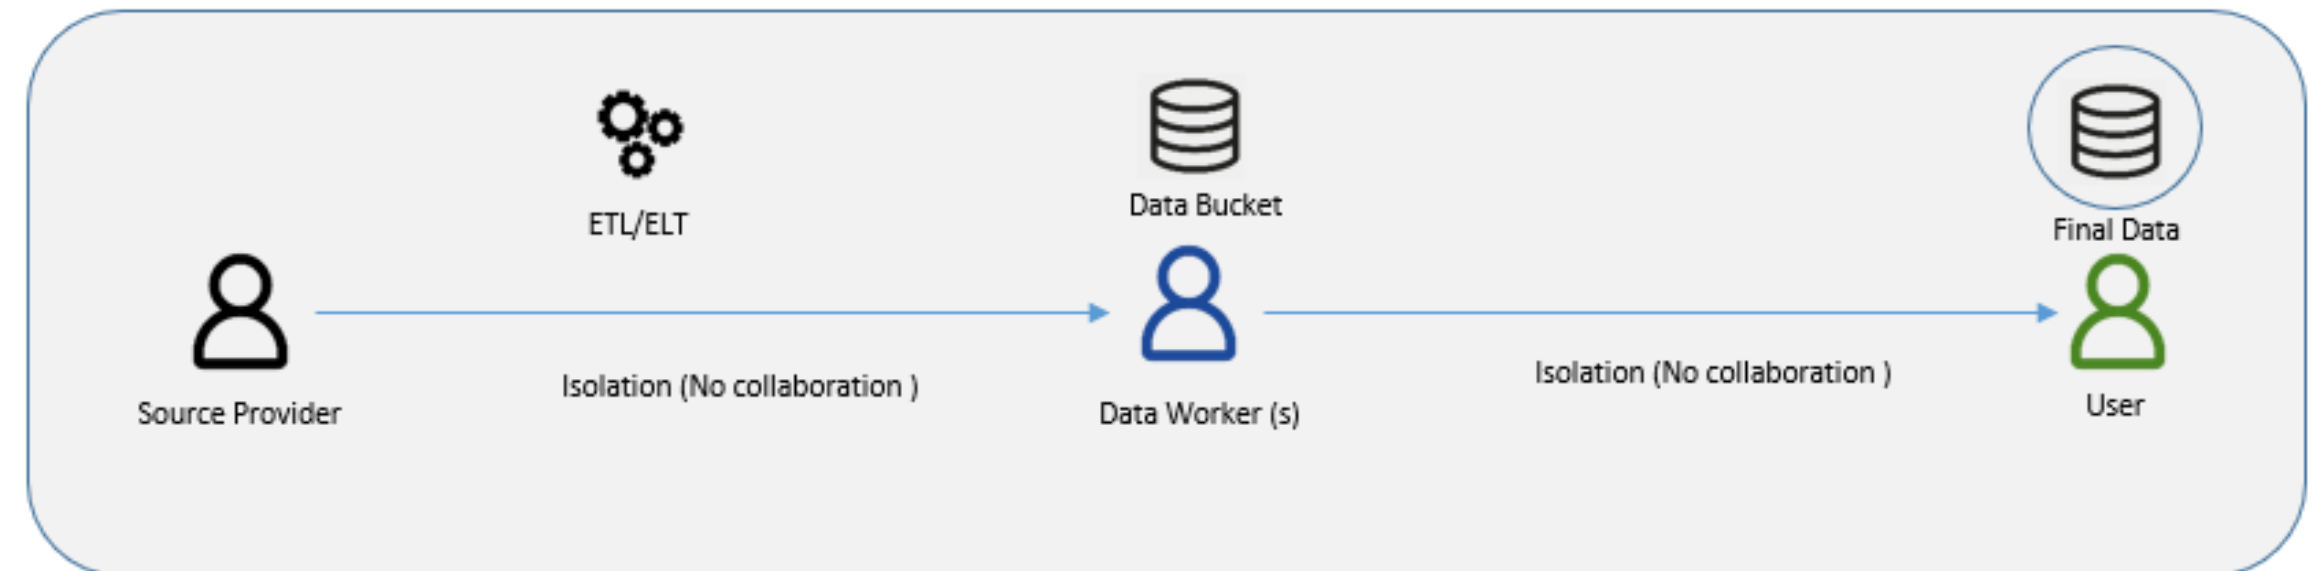 ETL/ELT
Data Bucket
Final Data
Isolation (No collaboration )
Isolation (No collaboration )
Source Provider
Data Worker (s)
User